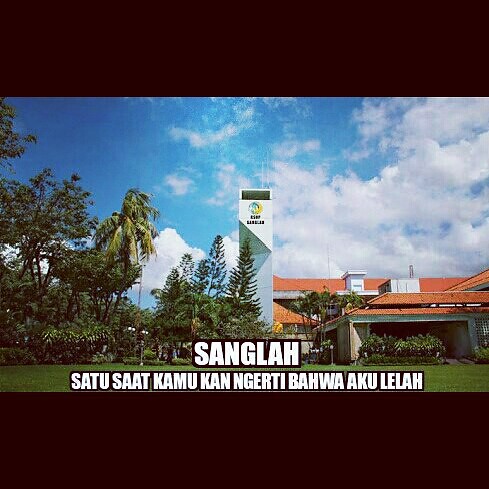 RSUP
SANGLAH
SANGLAH
SATU SAAT KAMU KAN NGERTI BAHWA AKU LELAH